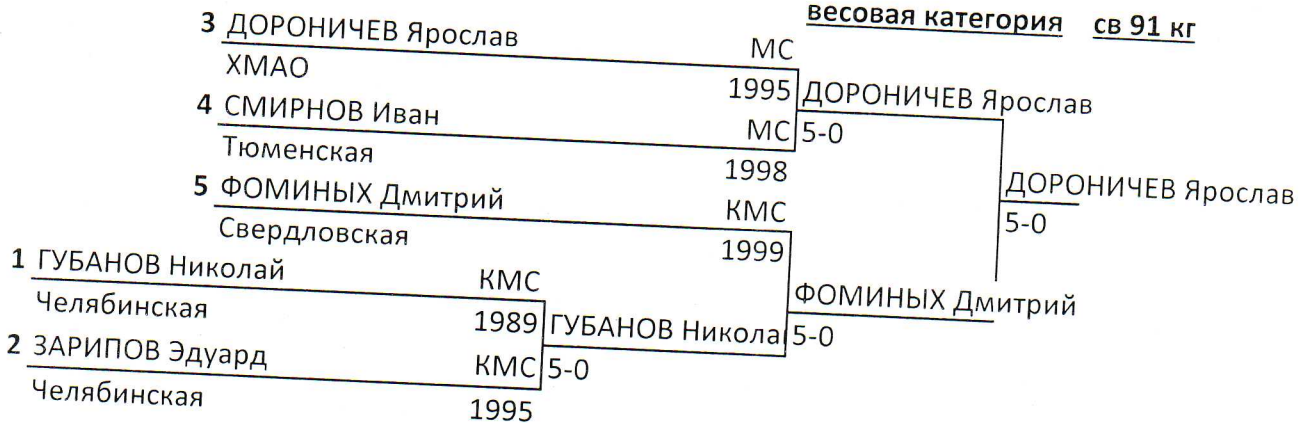 весовая категория св 91 кг
3 ДОРОНИЧЕВ Ярослав МС
ХМАО 1995
4 СМИРНОВ Иван МС
Тюменская 1998
ДОРОНИЧЕВ Ярослав
5-0
5 ФОМИНЫХ Дмитрий КМС
Свердловская 1999
1 ГУБАНОВ Николай КМС
Челябинская 1989
2 ЗАРИПОВ Эдуард КМС
Челябинская 1995
ГУБАНОВ Никола
5-0
ФОМИНЫХ Дмитрий
5-0
ДОРОНИЧЕВ Ярослав
5-0